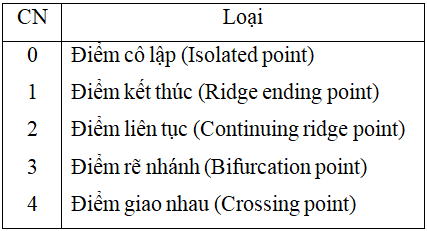 CN Loại
0 Điểm cô lập (Isolated point)
1 Điểm kết thúc (Ridge ending point)
2 Điểm liên tục (Continuing ridge point)
3 Điểm rẽ nhánh (Bifurcation point)
4 Điểm giao nhau (Crossing point)